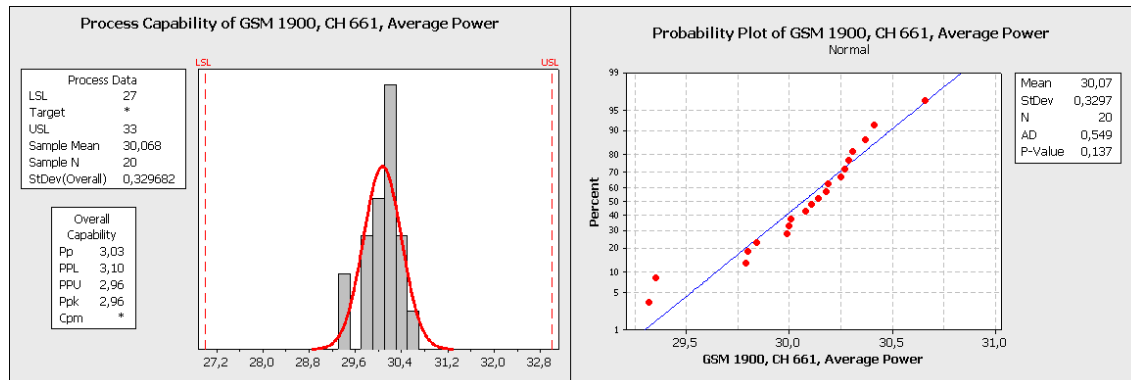 Process Capability of GSM 1900, CH 661, Average Power
LSL
USL
Process Data
LSL 27
Target *
USL 33
Sample Mean 30,068
Sample N 20
StDev(Overall) 0,329682
Overall
Capability
Pp 3,03
PPL 3,10
PPU 2,96
Ppk 2,96
Cpm *
27,2 28,0 28,8 29,6 30,4 31,2 32,0 32,8
Probability Plot of GSM 1900, CH 661, Average Power
Normal
Percent
99
95
90
80
70
60
50
40
30
20
10
5
1
29,5 30,0 30,5 31,0
GSM 1900, CH 661, Average Power
Mean 30,07
StDev 0,3297
N 20
AD 0,549
P-Value 0,137